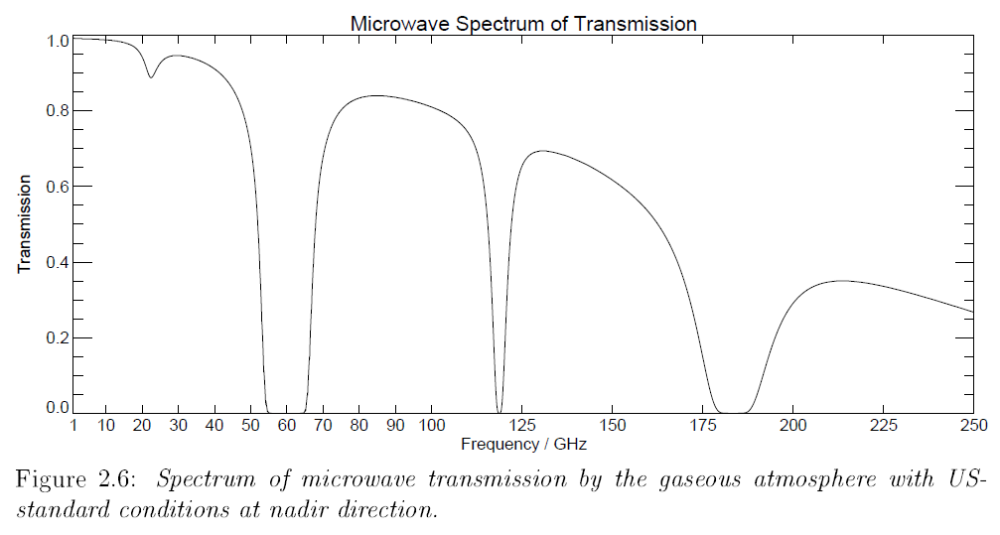 Microwave Spectrum of Transmission
1.0
0.8
0.6
0.4
0.2
0.0
Transmission
1 10 20 30 40 50 60 70 80 90 100 125 150 175 200 225 250
Frequency / GHz
Figure 2.6: Spectrum of microwave transmission by the gaseous atmosphere with US-
standard conditions at nadir direction.